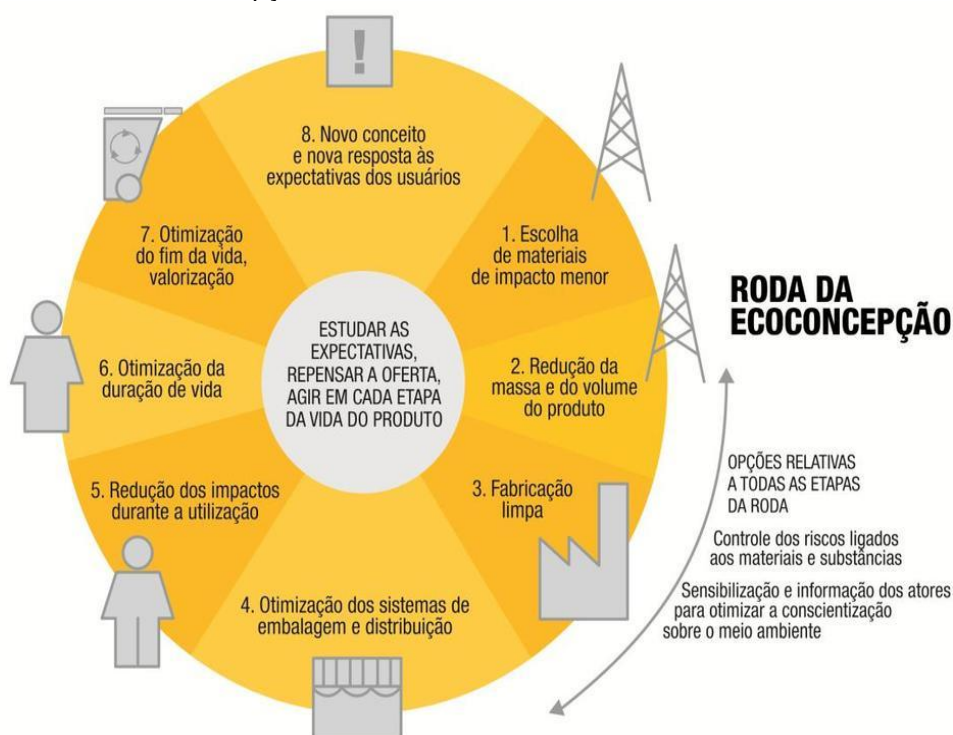 8. Novo conceito
e nova resposta às
expectativas dos usuários
1. Escolha
de materiais
de impacto menor
2. Redução da
massa e do volume
do produto
3. Fabricação
limpa
4. Otimização dos sistemas de
embalagem e distribuição
5. Redução dos impactos
durante a utilização
6. Otimização da
duração de vida
7. Otimização
do fim da vida,
valorização
ESTUDAR AS
EXPECTATIVAS,
REPENSAR A OFERTA,
AGIR EM CADA ETAPA
DA VIDA DO PRODUTO
RODA DA
ECOCONCEPÇÃO
OPÇÕES RELATIVAS
A TODAS AS ETAPAS
DA RODA
Controle dos riscos ligados
aos materiais e substâncias
Sensibilização e informação dos atores
para otimizar a conscientização
sobre o meio ambiente